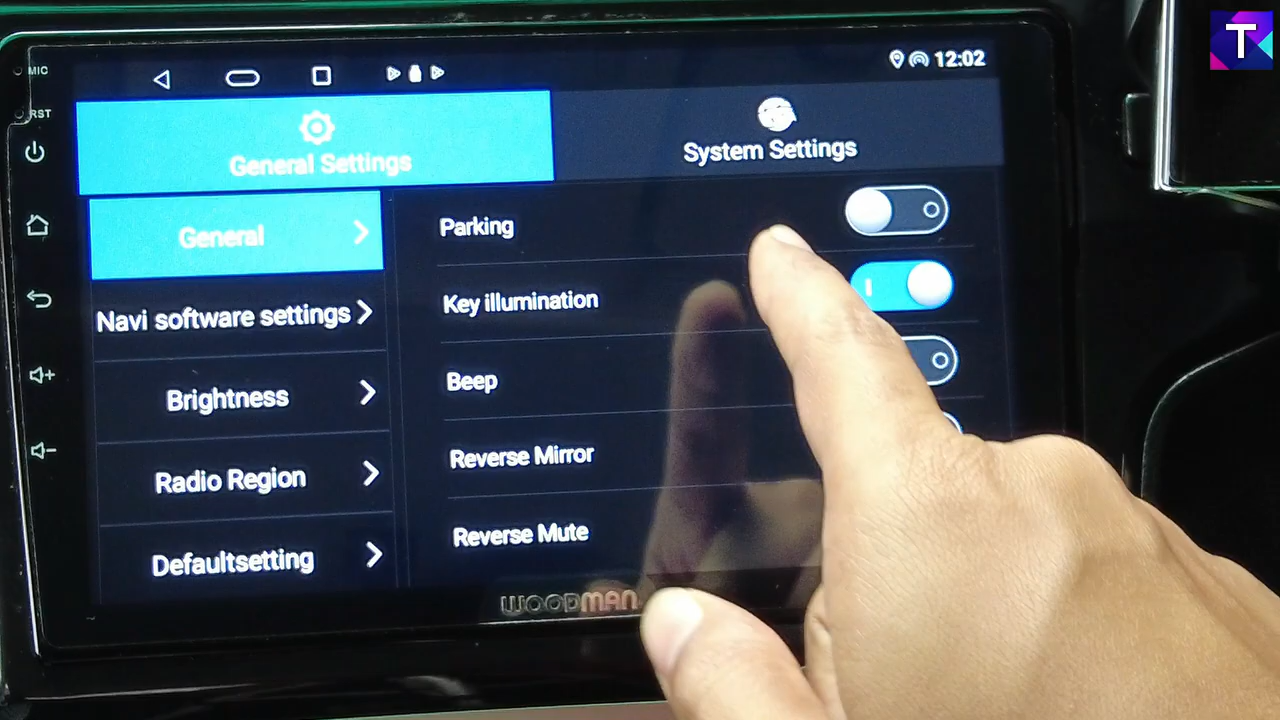 MIC
RST
12:02
General Settings
System Settings
General
Navi software settings
Brightness
Radio Region
Defaultsetting
Parking
Key illumination
Beep
Reverse Mirror
Reverse Mute
WOODMAN
T